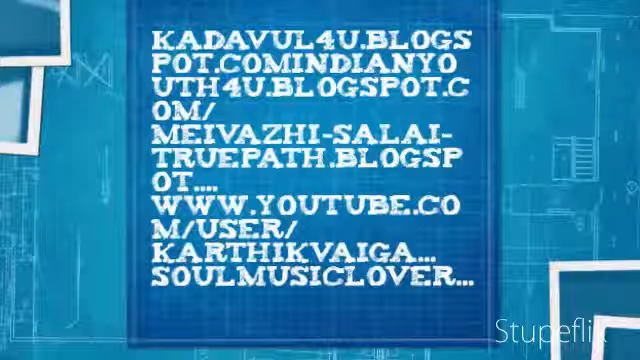 KADAVUL4U.BLOGS
POT.COMINDIANYO
UTH4U.BLOGSPOT.C
OM/
MEIVAZHI-SALAI-
TRUEPATH.BLOGSP
OT....
WWW.YOUTUBE.CO
M/USER/
KARTHIKVAIGA...
SOULMUSICLOVER...
Stupeflix